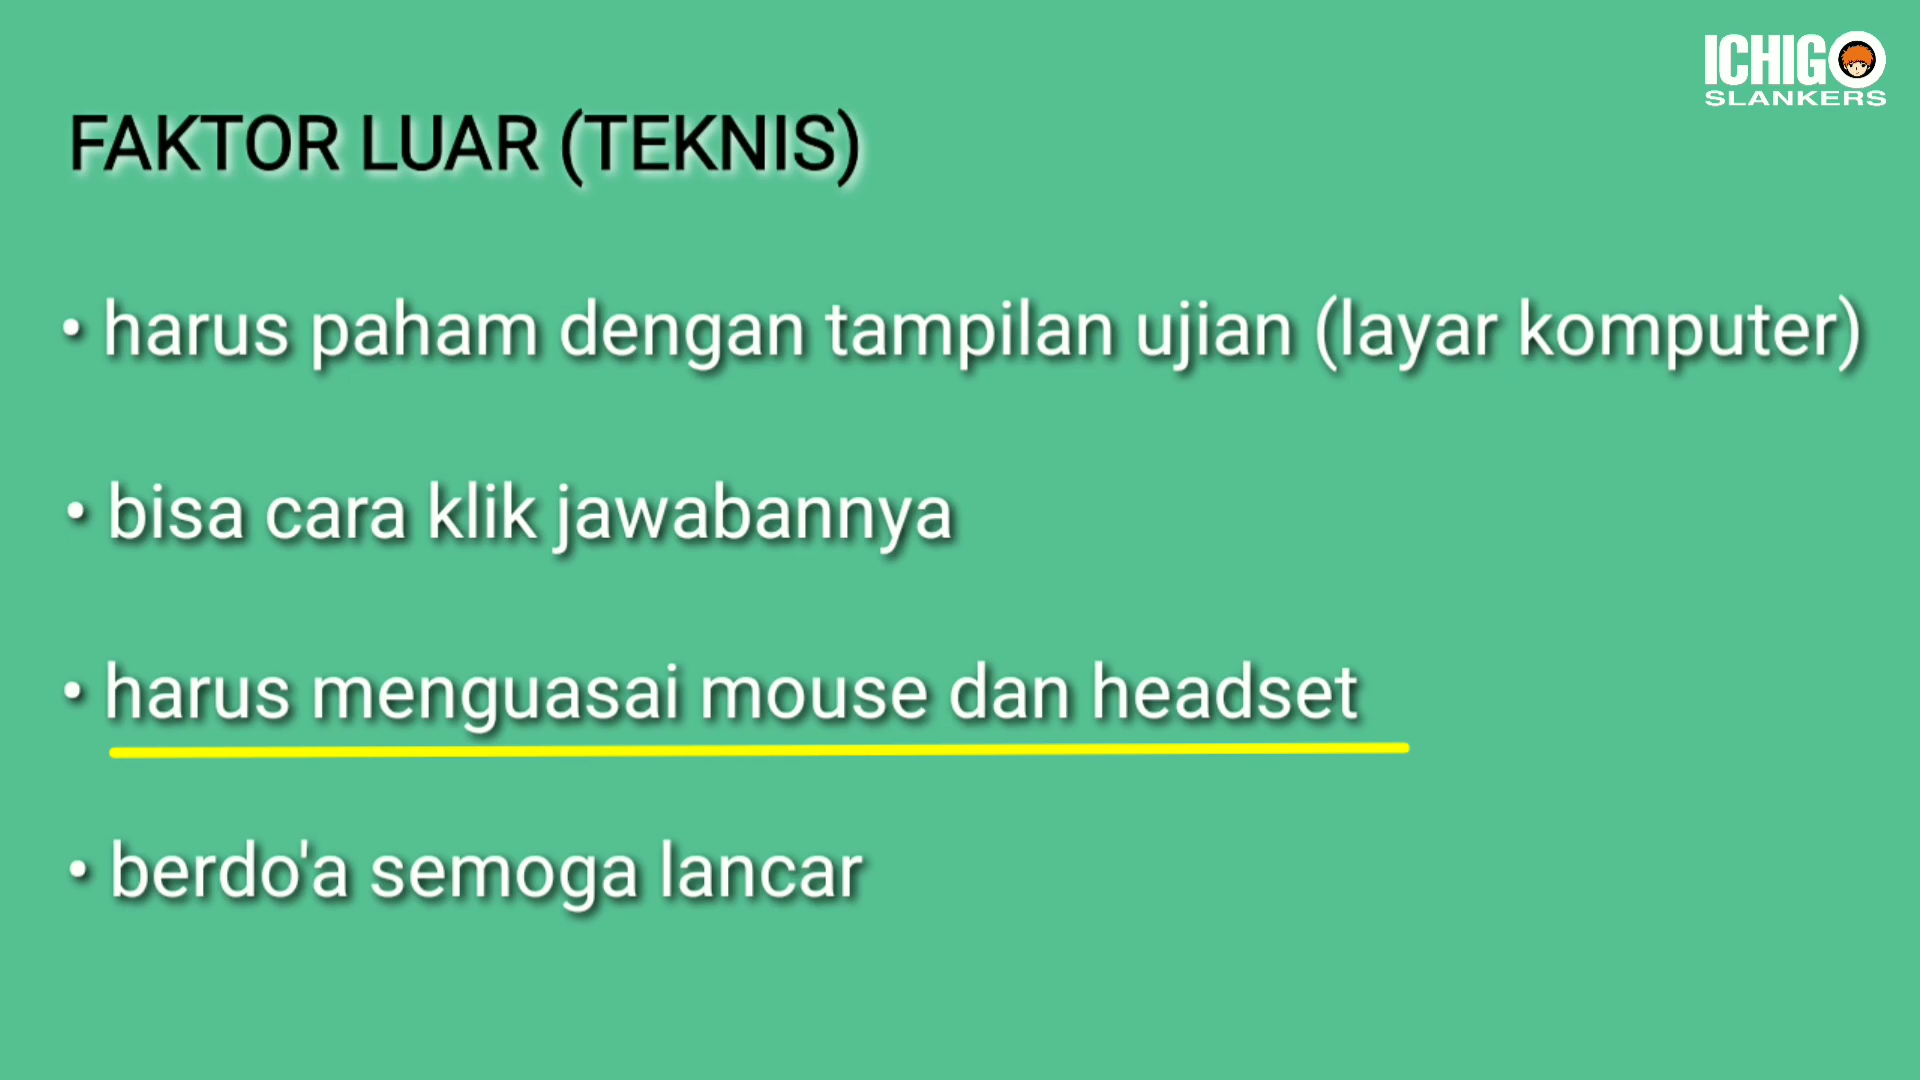 ICHIGO
SLANKERS
FAKTOR LUAR (TEKNIS)
• harus paham dengan tampilan ujian (layar komputer)
• bisa cara klik jawabannya
• harus menguasai mouse dan headset
• berdo'a semoga lancar